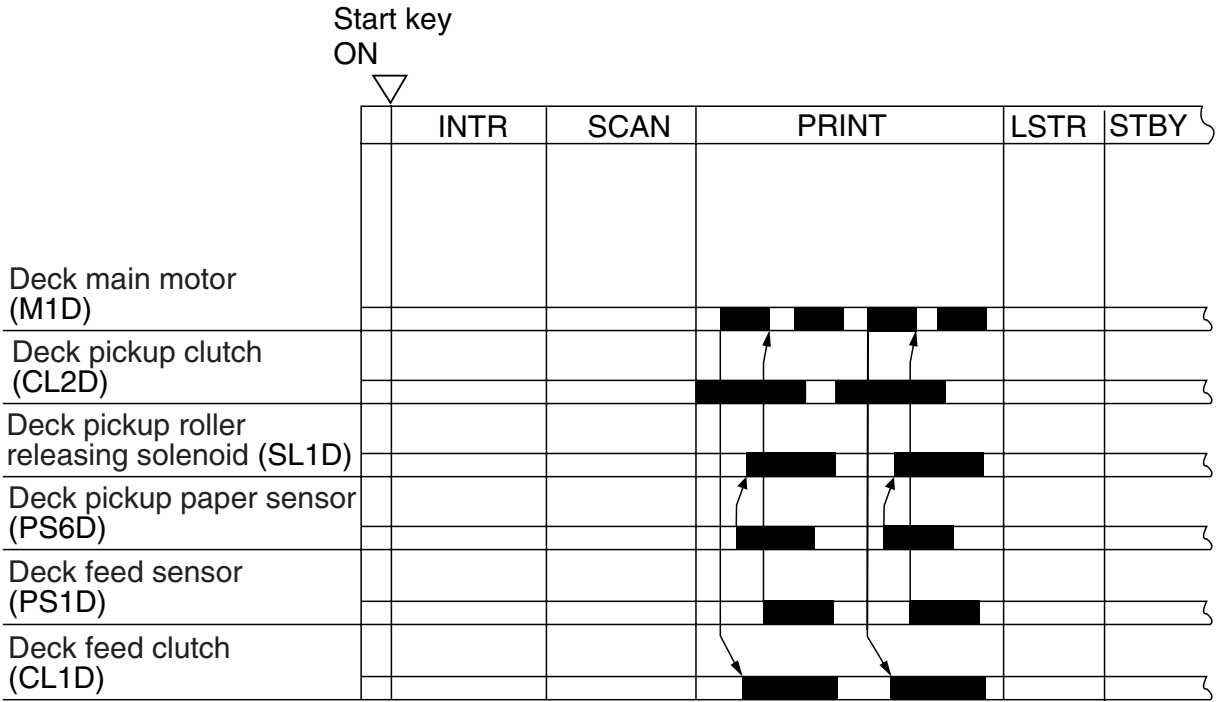 Start key
ON
INTR SCAN PRINT LSTR STBY
Deck main motor
(M1D)
Deck pickup clutch
(CL2D)
Deck pickup roller
releasing solenoid (SL1D)
Deck pickup paper sensor
(PS6D)
Deck feed sensor
(PS1D)
Deck feed clutch
(CL1D)